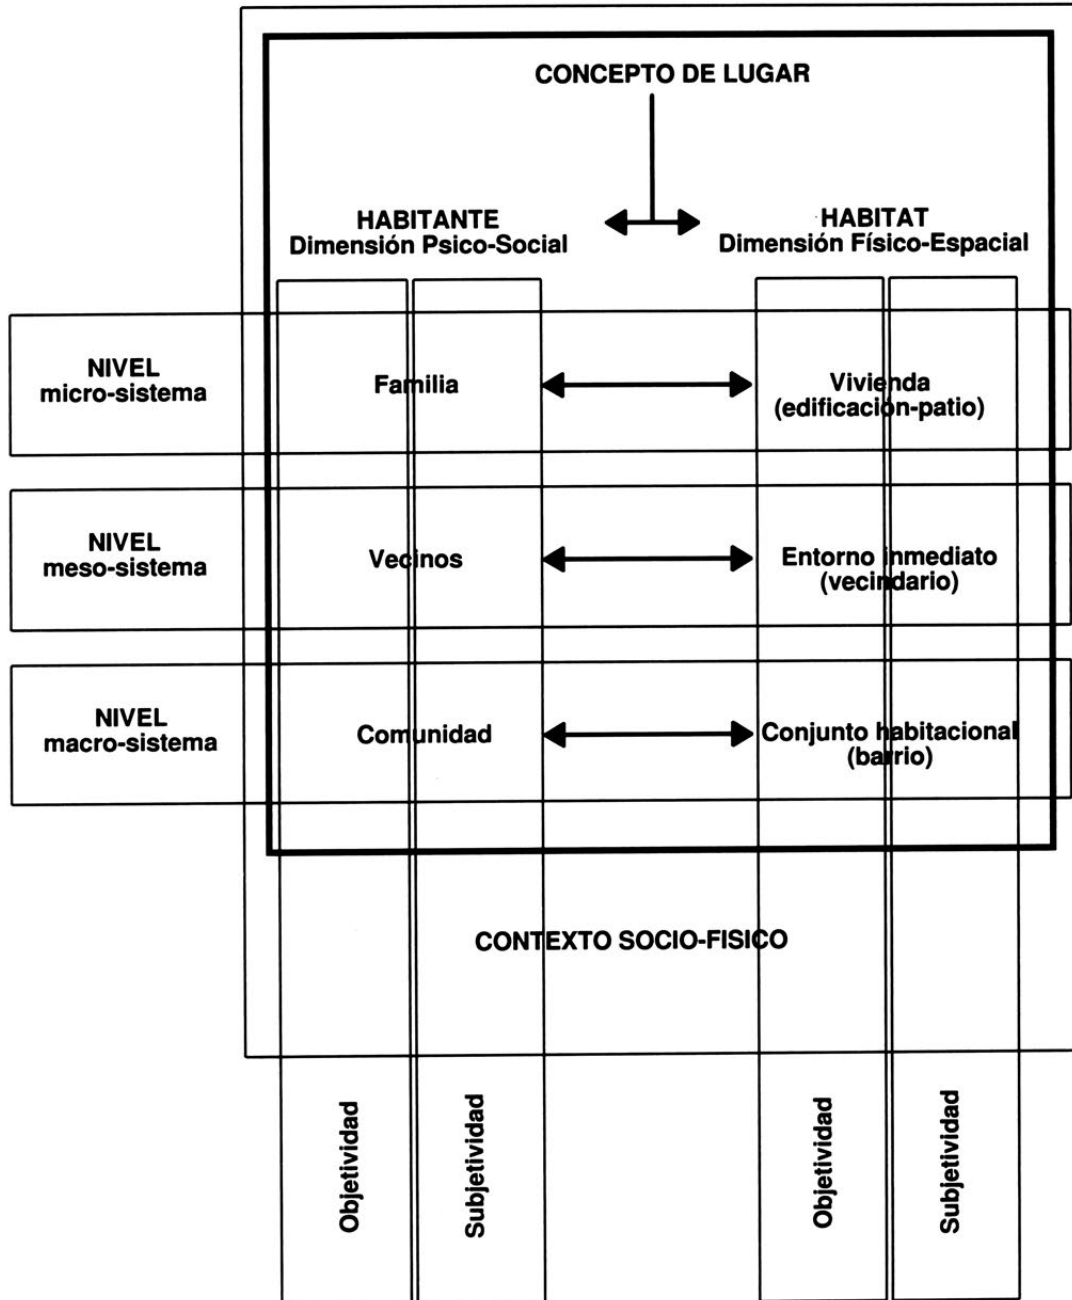 CONCEPTO DE LUGAR
HABITANTE
Dimensión Psico-Social
HABITAT
Dimensión Físico-Espacial
NIVEL
micro-sistema
Familia
Vivienda
(edificación-patio)
NIVEL
meso-sistema
Vecinos
Entorno inmediato
(vecindario)
NIVEL
macro-sistema
Comunidad
Conjunto habitacional
(barrio)
CONTEXTO SOCIO-FISICO
Objetividad
Subjetividad
Objetividad
Subjetividad